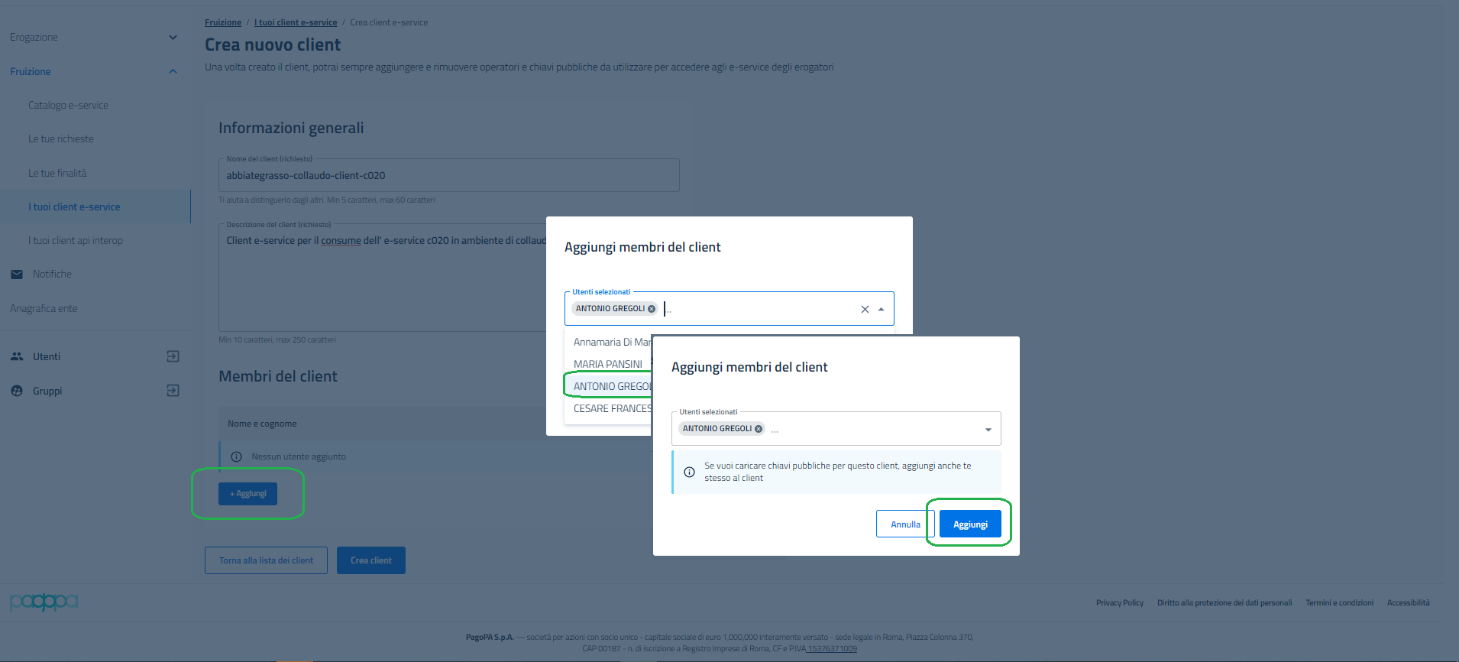 Fruizione / I tuoi client e-service / Crea client e-service
Crea nuovo client
Una volta creato il client, potrai sempre aggiungere e rimuovere operatori e chiavi pubbliche da utilizzare per accedere agli e-service degli erogatori
Erogazione
Fruizione
Catalogo e-service
Le tue richieste
Le tue finalità
I tuoi client e-service
I tuoi client api interop
Notifiche
Anagrafica ente
Utenti
Gruppi
Informazioni generali
Nome del client (richiesto)
abbiategrasso-collaudo-client-c020
Ti aiuta a distinguerlo dagli altri. Min 5 caratteri, max 60 caratteri
Descrizione del client (richiesto)
Client e-service per il consume dell' e-service c020 in ambiente di collaud
Min 10 caratteri, max 250 caratteri
Membri del client
Nome e cognome
Nessun utente aggiunto
+ Aggiungi
Torna alla lista dei client
Crea client
Aggiungi membri del client
Utenti selezionati
ANTONIO GREGOLI ...
Annamaria Di Mar
MARIA PANSINI
ANTONIO GREGOL
CESARE FRANCES
Aggiungi membri del client
Utenti selezionati
ANTONIO GREGOLI ...
Se vuoi caricare chiavi pubbliche per questo client, aggiungi anche te
stesso al client
Annulla
Aggiungi
pagopa
Privacy Policy Diritto alla protezione dei dati personali Termini e condizioni Accessibilità
PagoPA S.p.A. — società per azioni con socio unico - capitale sociale di euro 1,000,000 interamente versato - sede legale in Roma, Piazza Colonna 370,
CAP 00187 - n. di iscrizione a Registro Imprese di Roma, CF e P.IVA 15376371009